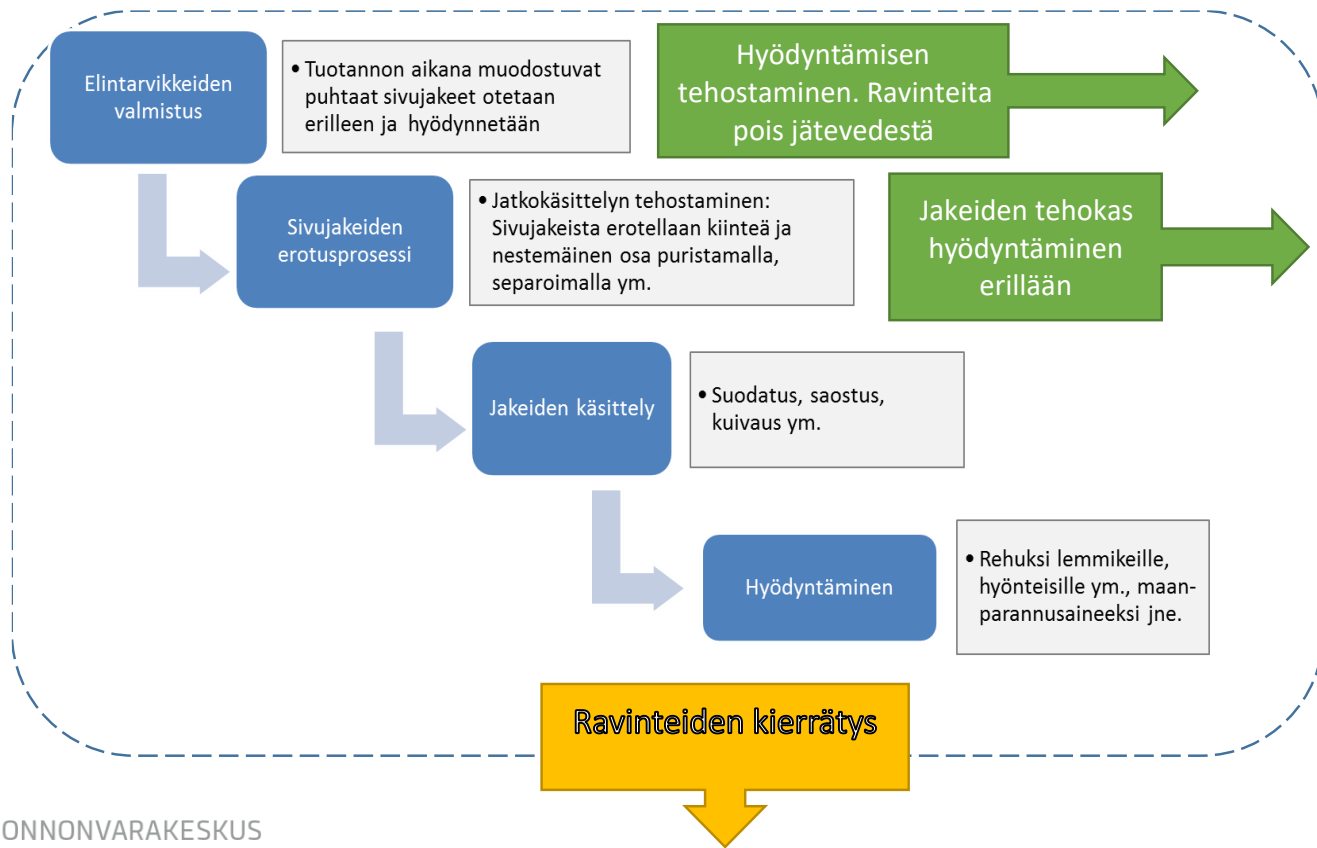 Elintarvikkeiden
valmistus
• Tuotannon aikana muodostuvat
puhtaat sivujakeet otetaan
erilleen ja hyödynnetään
Hyödyntämisen
tehostaminen. Ravinteita
pois jätevedestä
Sivujakeiden
erotusprosessi
• Jatkokäsittelyn tehostaminen:
Sivujakeista erotellaan kiinteä ja
nestemäinen osa puristamalla,
separoimalla ym.
Jakeiden tehokas
hyödyntäminen
erillään
Jakeiden käsittely
• Suodatus, saostus,
kuivaus ym.
Hyödyntäminen
• Rehuksi lemmikeille,
hyönteisille ym., maan-
parannusaineeksi jne.
Ravinteiden kierrätys
ONNONVARAKESKUS